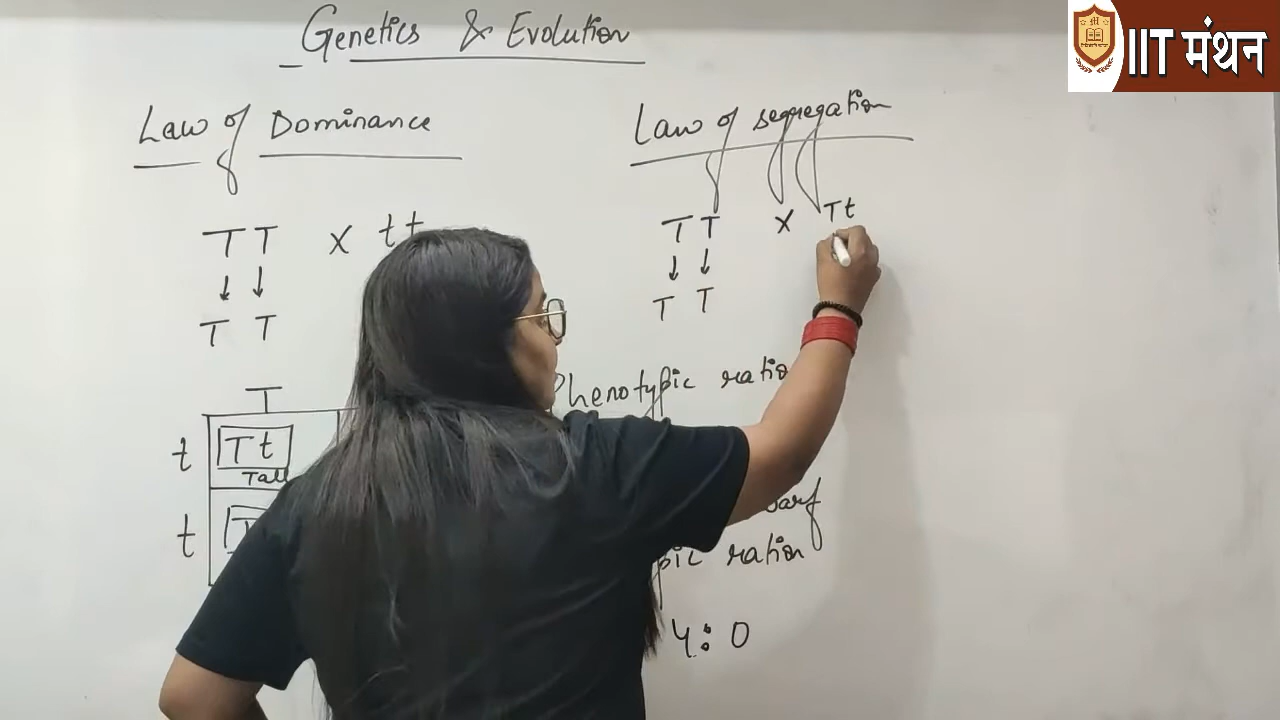 Genetics & Evolution
IIT मंथन
Law of Dominance
TT x tt
↓ ↓
T T
T
t Tt
Tall
t
Law of segregation
TT x Tt
↓ ↓
T T
Phenotypic ratio
ration
4:0